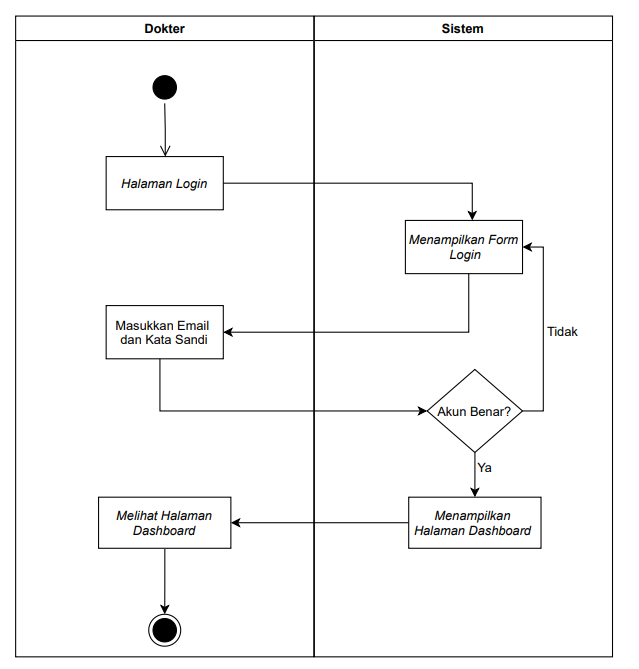 Dokter
Sistem
Halaman Login
Menampilkan Form
Login
Masukkan Email
dan Kata Sandi
Tidak
Akun Benar?
Ya
Melihat Halaman
Dashboard
Menampilkan
Halaman Dashboard